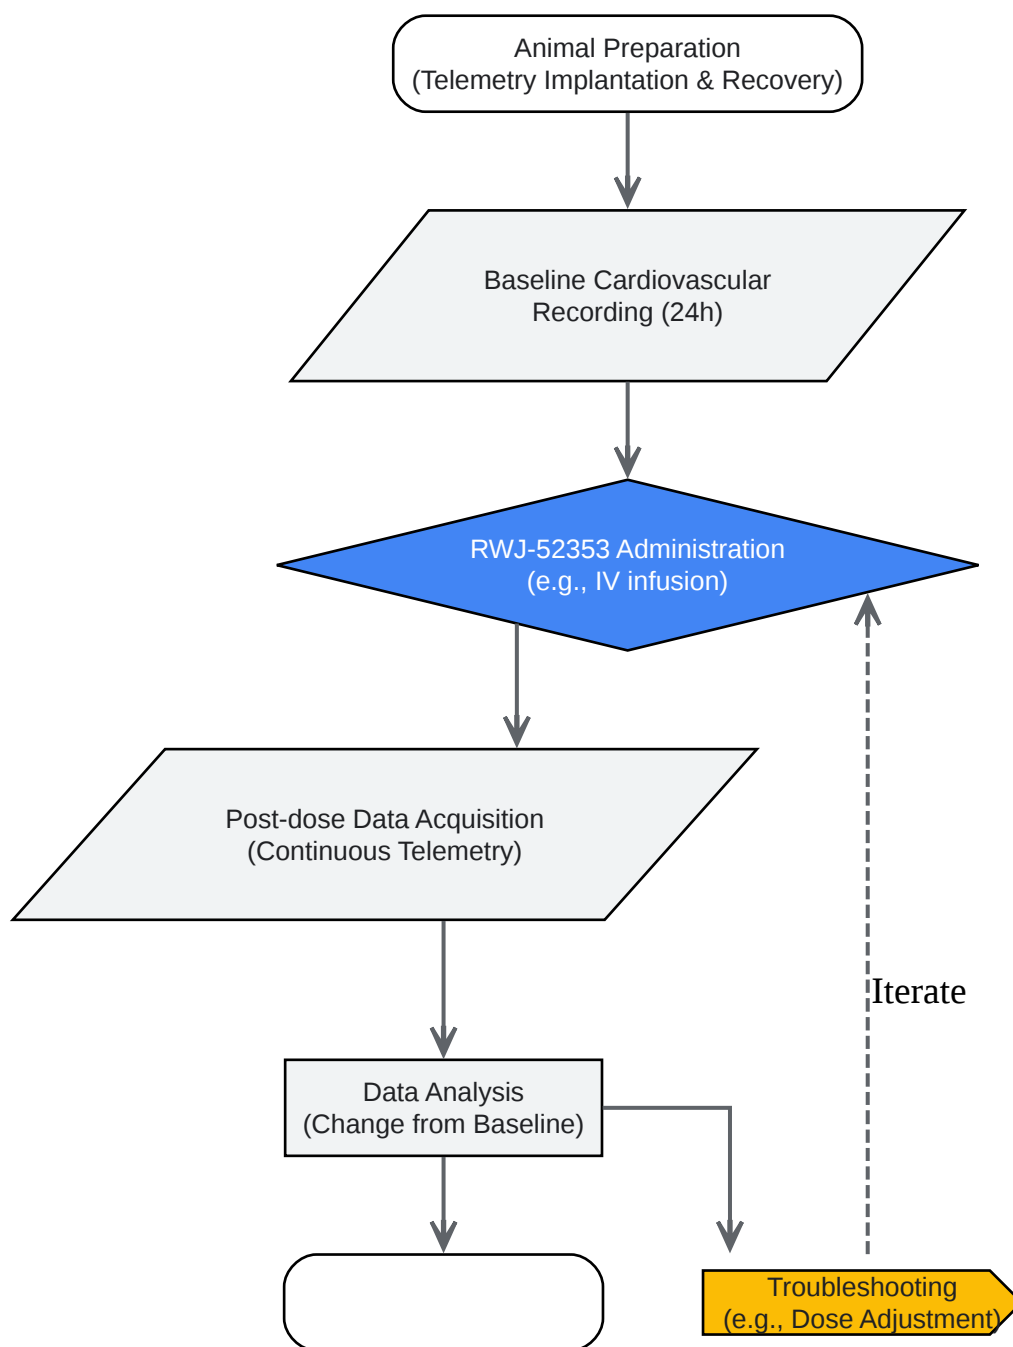 Animal Preparation
(Telemetry Implantation & Recovery)
Baseline Cardiovascular
Recording (24h)
RWJ-52353 Administration
(e.g., IV infusion)
Post-dose Data Acquisition
(Continuous Telemetry)
Iterate
Data Analysis
(Change from Baseline)
Troubleshooting
(e.g., Dose Adjustment)